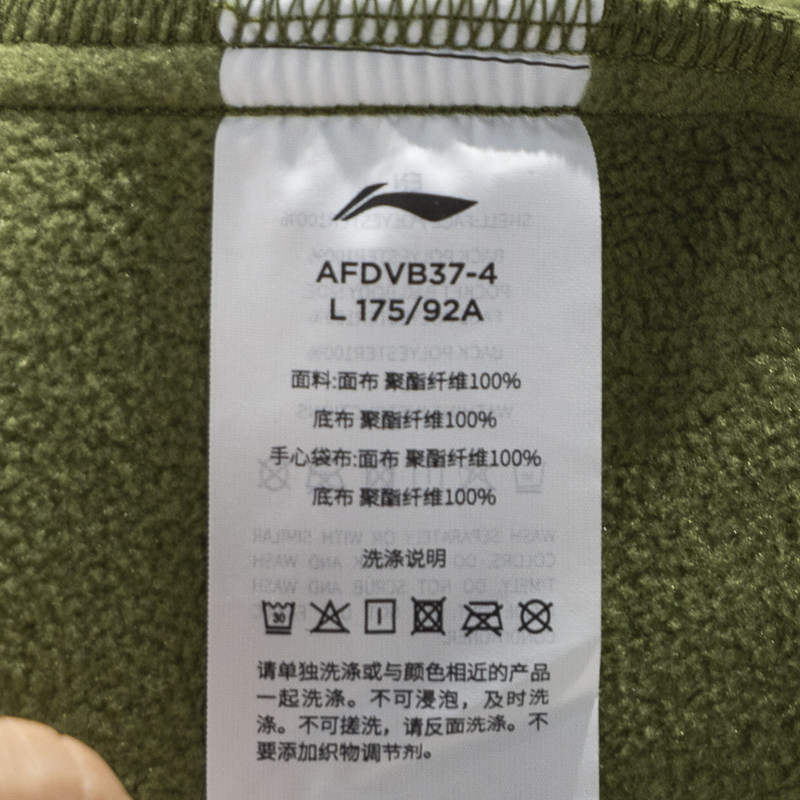 AFDVB37-4
L 175/92A
面料:面布 聚酯纤维100%
底布 聚酯纤维100%
手心袋布:面布 聚酯纤维100%
底布 聚酯纤维100%
洗涤说明
30
请单独洗涤或与颜色相近的产品
一起洗涤。不可浸泡，及时洗
涤。不可搓洗，请反面洗涤。不
要添加织物调节剂。